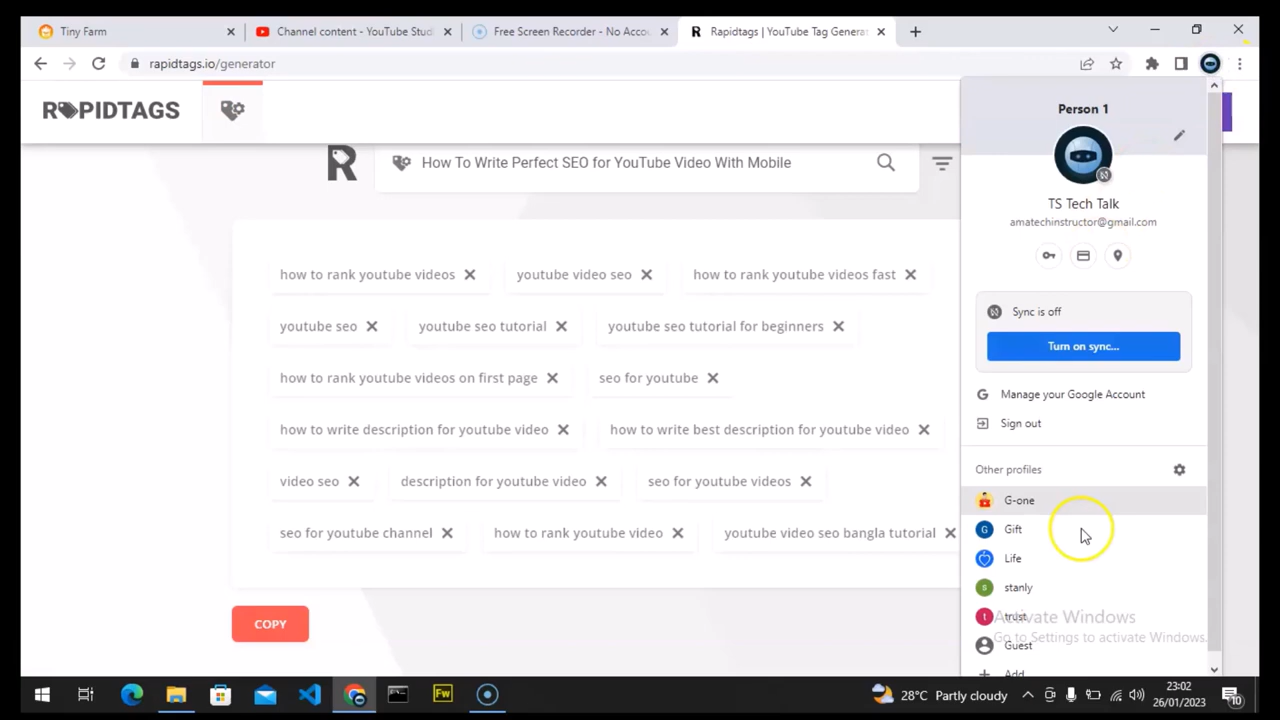 Tiny Farm
Channel content - YouTube Stud
Free Screen Recorder - No Accou
R Rapidtags | YouTube Tag Genera
rapidtags.io/generator
RAPIDTAGS
R How To Write Perfect SEO for YouTube Video With Mobile
how to rank youtube videos
youtube video seo
how to rank youtube videos fast
youtube seo
youtube seo tutorial
youtube seo tutorial for beginners
how to rank youtube videos on first page
seo for youtube
how to write description for youtube video
how to write best description for youtube video
video seo
description for youtube video
seo for youtube videos
seo for youtube channel
how to rank youtube video
youtube video seo bangla tutorial
COPY
Person 1
TS Tech Talk
amatechinstructor@gmail.com
Sync is off
Turn on sync...
G Manage your Google Account
Sign out
Other profiles
G-one
G Gift
Life
s stanly
t trust
Guest
Add
Activate Windows
Go to Settings to activate Windows.
Fw
28°C Partly cloudy
23:02
26/01/2023
10